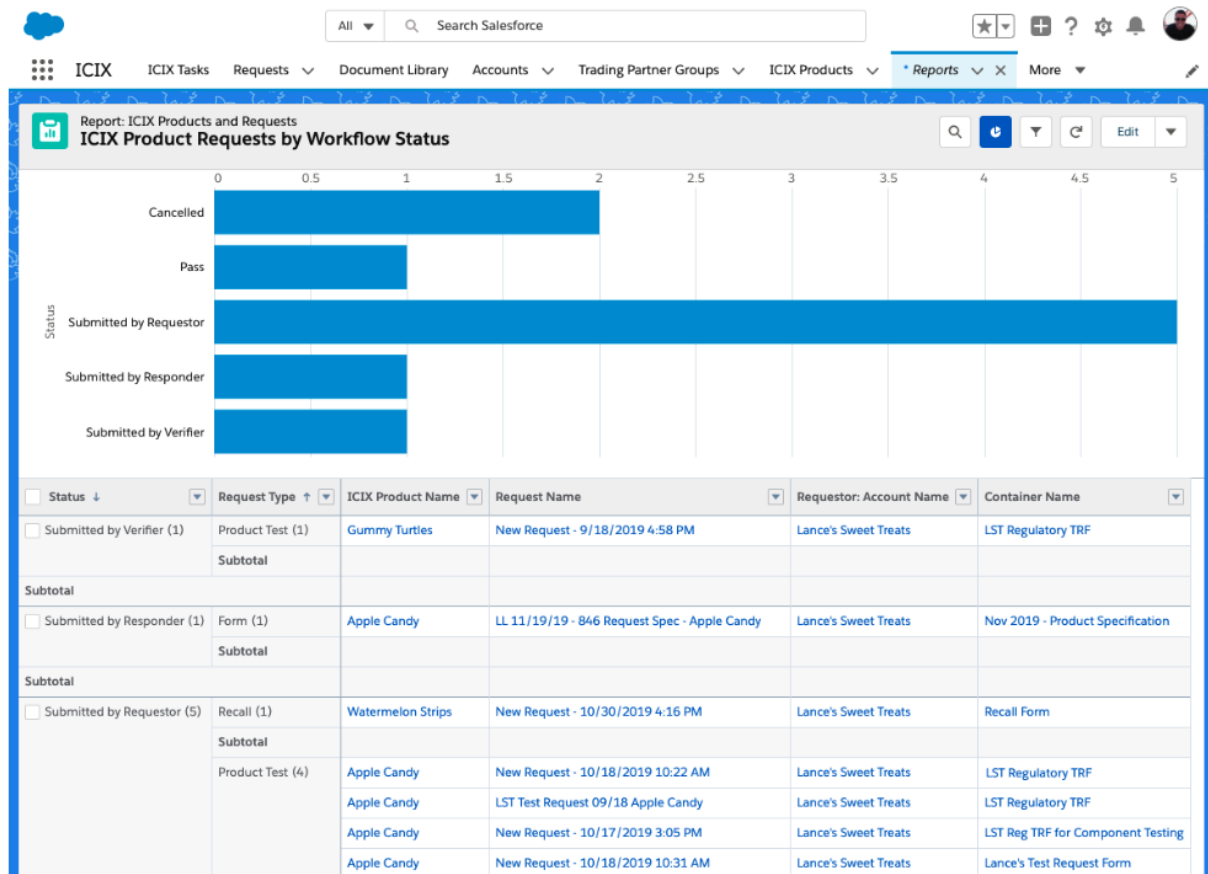 All Search Salesforce
ICIX ICIX Tasks Requests Document Library Accounts Trading Partner Groups ICIX Products * Reports More
Report: ICIX Products and Requests
ICIX Product Requests by Workflow Status
Edit
0 0.5 1 1.5 2 2.5 3 3.5 4 4.5 5
Cancelled
Pass
Status
Submitted by Requestor
Submitted by Responder
Submitted by Verifier
Status Request Type ICIX Product Name Request Name Requestor: Account Name Container Name
Submitted by Verifier (1) Product Test (1) Gummy Turtles New Request - 9/18/2019 4:58 PM Lance's Sweet Treats LST Regulatory TRF
Subtotal
Subtotal
Submitted by Responder (1) Form (1) Apple Candy LL 11/19/19 - 846 Request Spec - Apple Candy Lance's Sweet Treats Nov 2019 - Product Specification
Subtotal
Subtotal
Submitted by Requestor (5) Recall (1) Watermelon Strips New Request - 10/30/2019 4:16 PM Lance's Sweet Treats Recall Form
Subtotal
Product Test (4) Apple Candy New Request - 10/18/2019 10:22 AM Lance's Sweet Treats LST Regulatory TRF
Apple Candy LST Test Request 09/18 Apple Candy Lance's Sweet Treats LST Regulatory TRF
Apple Candy New Request - 10/17/2019 3:05 PM Lance's Sweet Treats LST Reg TRF for Component Testing
Apple Candy New Request - 10/18/2019 10:31 AM Lance's Sweet Treats Lance's Test Request Form